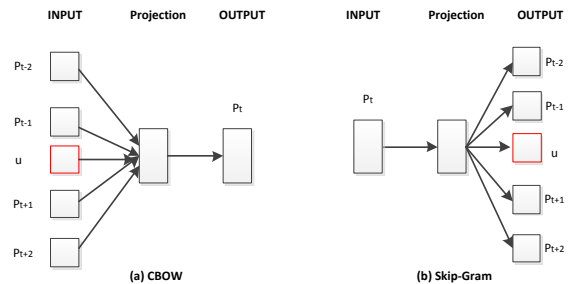 INPUT Projection OUTPUT
Pt-2
Pt-1
u
Pt+1
Pt+2
Pt
(a) CBOW
INPUT Projection OUTPUT
Pt
Pt-2
Pt-1
u
Pt+1
Pt+2
(b) Skip-Gram